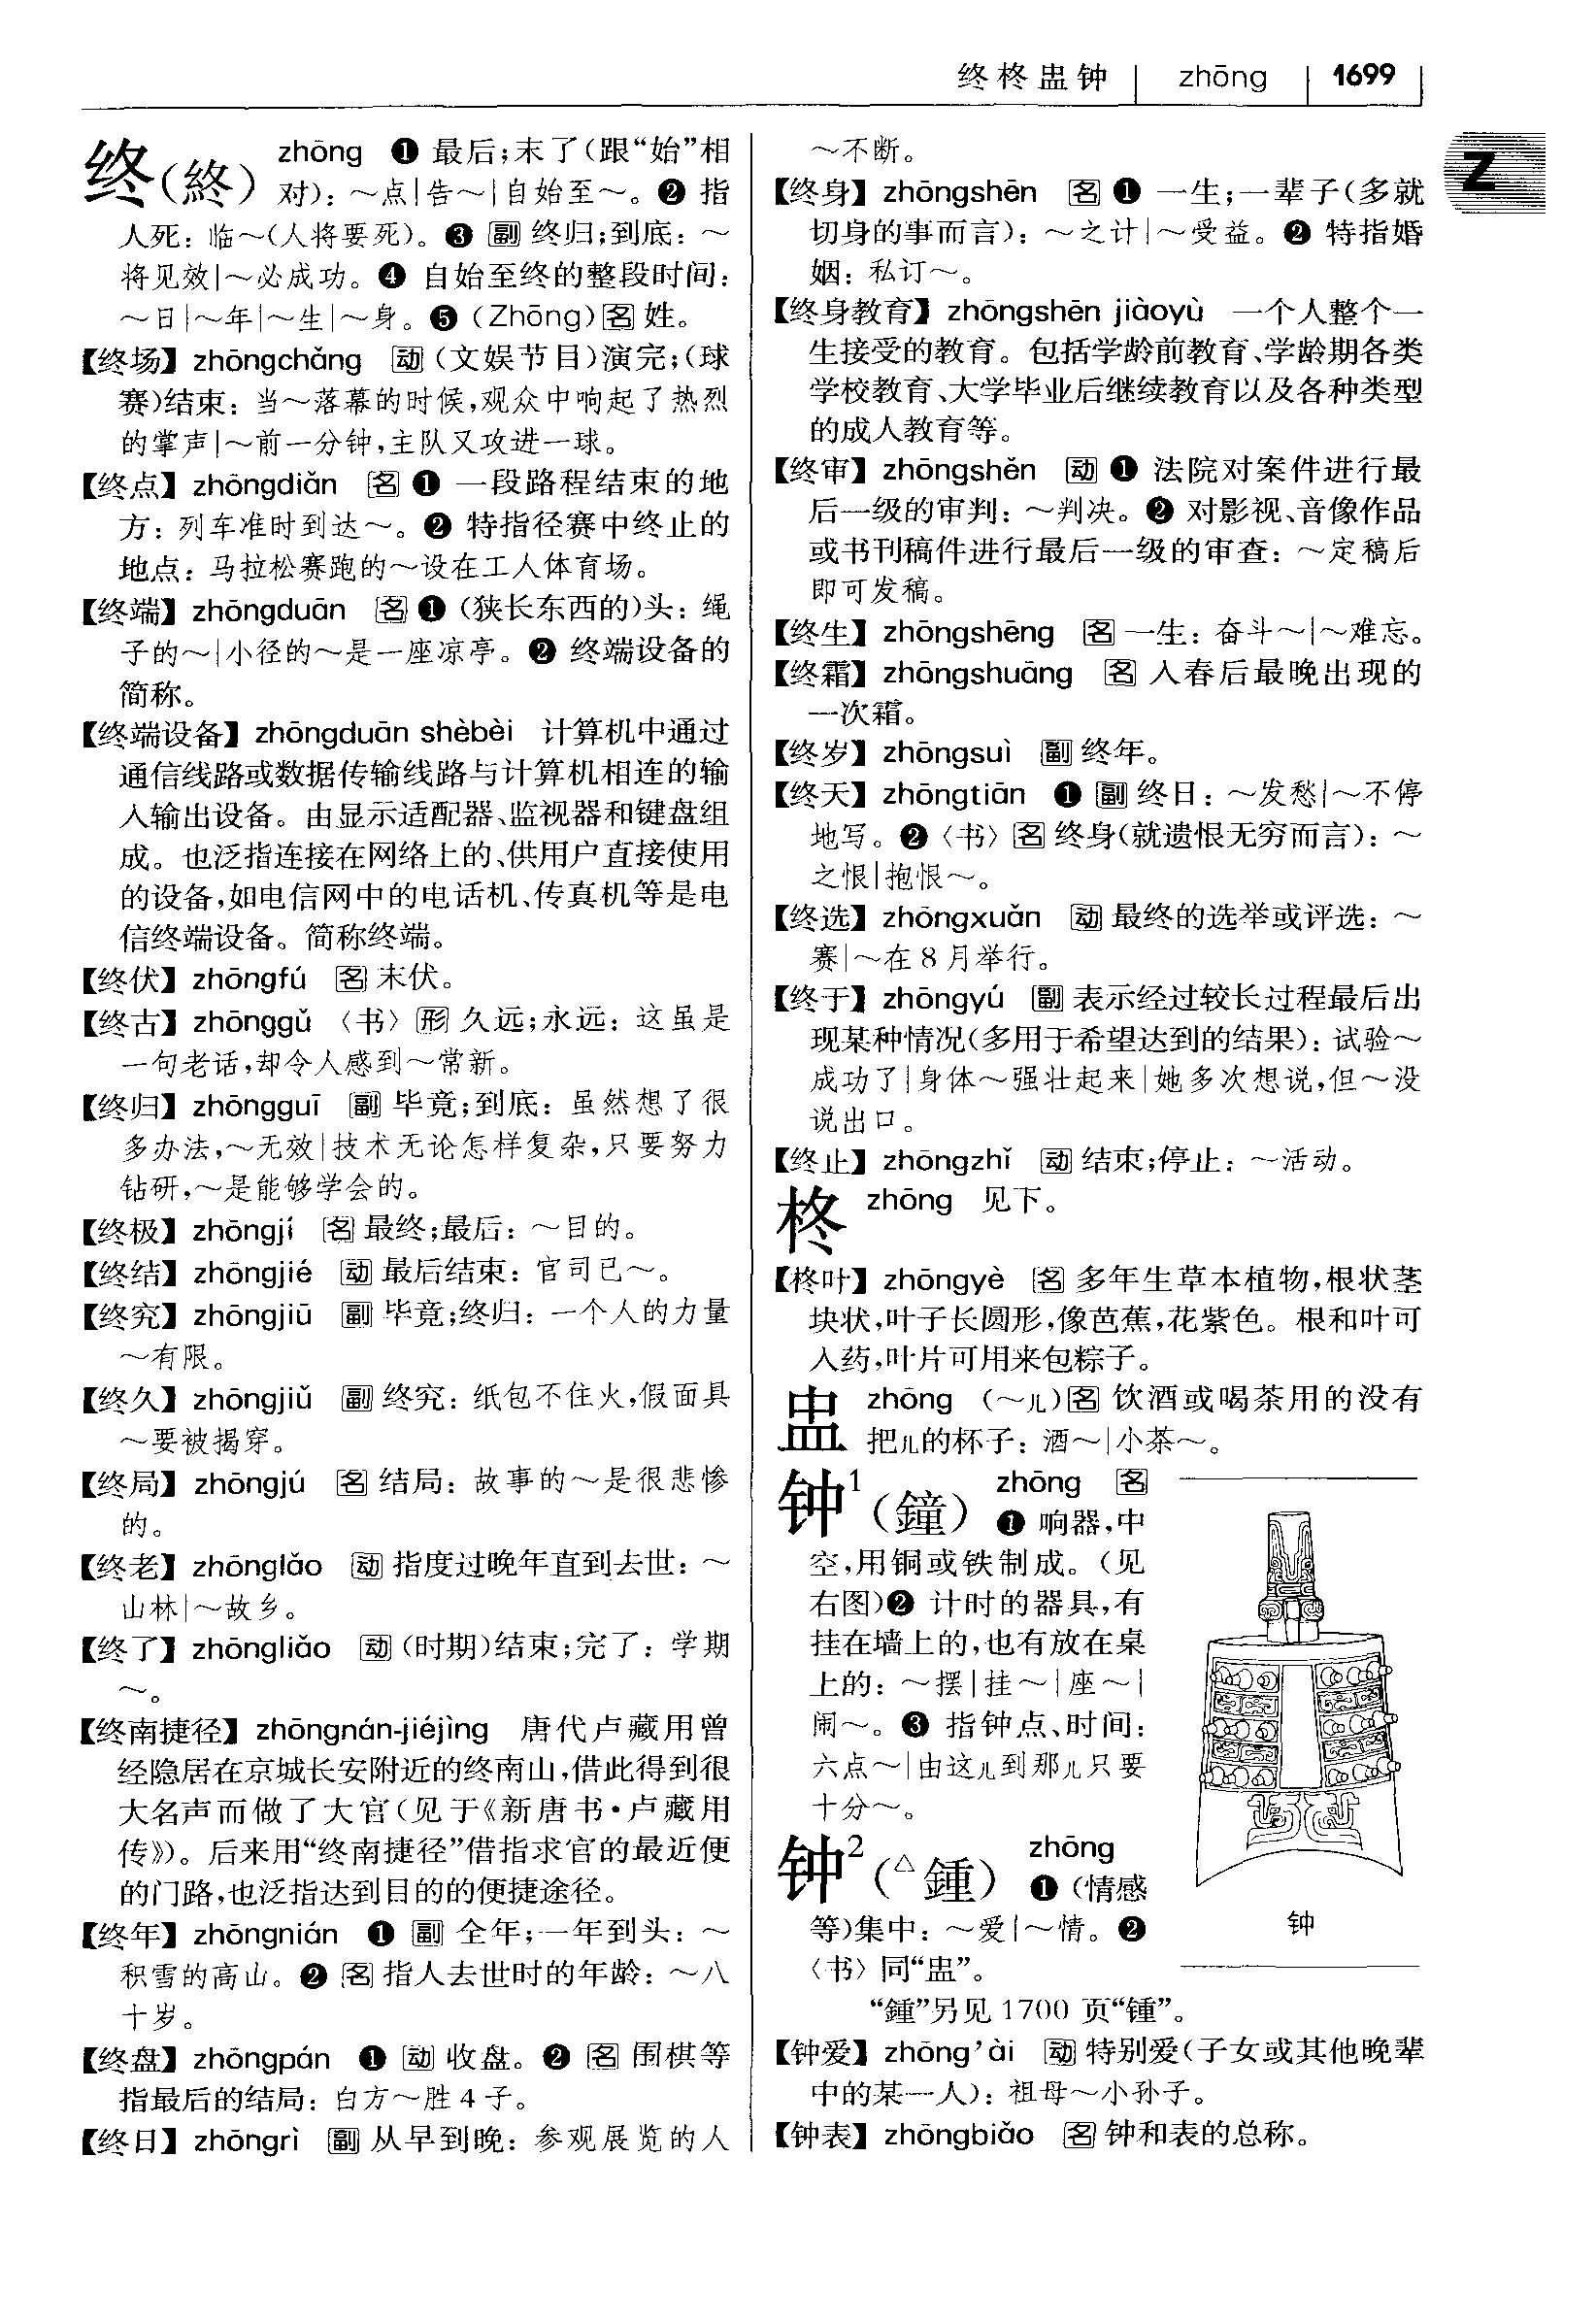 终柊盅钟 zhōng 1699
Z
终(終) zhōng ❶ 最后;末了(跟“始”相
对): ～点|告～|自始至～。❷ 指
人死: 临～(人将要死)。❸ 副 终归;到底: ～
将见效|～必成功。❹ 自始至终的整段时间:
～日|～年|～生|～身。❺ (Zhōng) 名 姓。
【终场】 zhōngchǎng 动 (文娱节目)演完;(球
赛)结束: 当～落幕的时候,观众中响起了热烈
的掌声|～前一分钟,主队又攻进一球。
【终点】 zhōngdiǎn 名 ❶ 一段路程结束的地
方: 列车准时到达～。❷ 特指径赛中终止的
地点: 马拉松赛跑的～设在工人体育场。
【终端】 zhōngduān 名 ❶ (狭长东西的)头: 绳
子的～|小径的～是一座凉亭。❷ 终端设备的
简称。
【终端设备】 zhōngduān shèbèi 计算机中通过
通信线路或数据传输线路与计算机相连的输
入输出设备。由显示适配器、监视器和键盘组
成。也泛指连接在网络上的、供用户直接使用
的设备,如电信网中的电话机、传真机等是电
信终端设备。简称终端。
【终伏】 zhōngfú 名 末伏。
【终古】 zhōnggǔ 〈书〉 形 久远;永远: 这虽是
一句老话,却令人感到～常新。
【终归】 zhōngguī 副 毕竟;到底: 虽然想了很
多办法,～无效|技术无论怎样复杂,只要努力
钻研,～是能够学会的。
【终极】 zhōngjí 名 最终;最后: ～目的。
【终结】 zhōngjié 动 最后结束: 官司已～。
【终究】 zhōngjiū 副 毕竟;终归: 一个人的力量
～有限。
【终久】 zhōngjiǔ 副 终究: 纸包不住火,假面具
～要被揭穿。
【终局】 zhōngjú 名 结局: 故事的～是很悲惨
的。
【终老】 zhōnglǎo 动 指度过晚年直到去世: ～
山林|～故乡。
【终了】 zhōngliǎo 动 (时期)结束;完了: 学期
～。
【终南捷径】 zhōngnán-jiéjìng 唐代卢藏用曾
经隐居在京城长安附近的终南山,借此得到很
大名声而做了大官(见于《新唐书·卢藏用
传》)。后来用“终南捷径”借指求官的最近便
的门路,也泛指达到目的的便捷途径。
【终年】 zhōngnián ❶ 副 全年;一年到头: ～
积雪的高山。❷ 名 指人去世时的年龄: ～八
十岁。
【终盘】 zhōngpán ❶ 动 收盘。❷ 名 围棋等
指最后的结局: 白方～胜4子。
【终日】 zhōngrì 副 从早到晚: 参观展览的人
～不断。
【终身】 zhōngshēn 名 ❶ 一生;一辈子(多就
切身的事而言): ～之计|～受益。❷ 特指婚
姻: 私订～。
【终身教育】 zhōngshēn jiàoyù 一个人整个一
生接受的教育。包括学龄前教育、学龄期各类
学校教育、大学毕业后继续教育以及各种类型
的成人教育等。
【终审】 zhōngshěn 动 ❶ 法院对案件进行最
后一级的审判: ～判决。❷ 对影视、音像作品
或书刊稿件进行最后一级的审查: ～定稿后
即可发稿。
【终生】 zhōngshēng 名 一生: 奋斗～|～难忘。
【终霜】 zhōngshuāng 名 入春后最晚出现的
一次霜。
【终岁】 zhōngsuì 副 终年。
【终天】 zhōngtiān ❶ 副 终日: ～发愁|～不停
地写。❷〈书〉 名 终身(就遗恨无穷而言): ～
之恨|抱恨～。
【终选】 zhōngxuǎn 动 最终的选举或评选: ～
赛|～在8月举行。
【终于】 zhōngyú 副 表示经过较长过程最后出
现某种情况(多用于希望达到的结果): 试验～
成功了|身体～强壮起来|她多次想说,但～没
说出口。
【终止】 zhōngzhǐ 动 结束;停止: ～活动。
柊 zhōng 见下。
【柊叶】 zhōngyè 名 多年生草本植物,根状茎
块状,叶子长圆形,像芭蕉,花紫色。根和叶可
入药,叶片可用来包粽子。
盅 zhōng (～儿) 名 饮酒或喝茶用的没有
把儿的杯子: 酒～|小茶～。
钟¹(鐘) zhōng 名
❶ 响器,中
空,用铜或铁制成。(见
右图)❷ 计时的器具,有
挂在墙上的,也有放在桌
上的: ～摆|挂～|座～|
闹～。❸ 指钟点、时间:
六点～|由这儿到那儿只要
十分～。
钟²(△鍾) zhōng
❶ (情感
等)集中: ～爱|～情。❷
〈书〉同“盅”。
“鍾”另见1700页“锺”。
钟
【钟爱】 zhōng’ài 动 特别爱(子女或其他晚辈
中的某一人): 祖母～小孙子。
【钟表】 zhōngbiǎo 名 钟和表的总称。